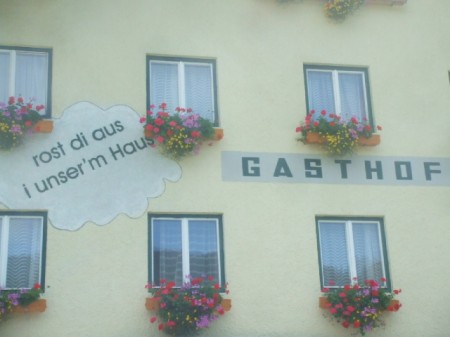 rost di aus
i unser'm Haus
GASTHOF